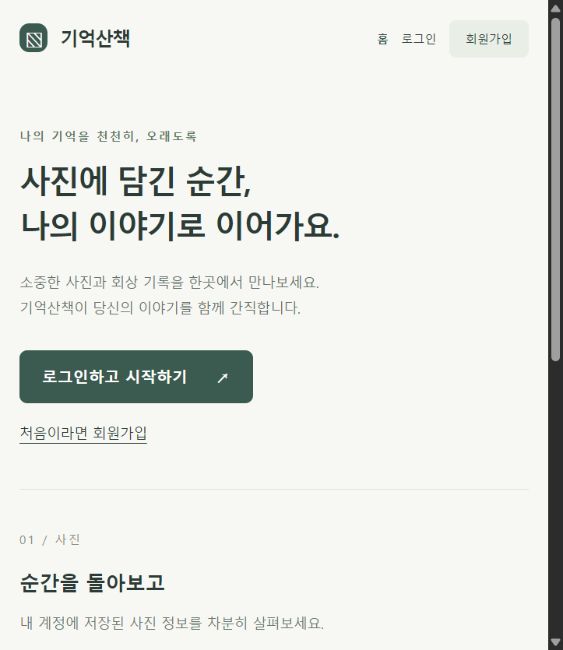 기억산책
홈 로그인 회원가입
나의 기억을 천천히, 오래도록
사진에 담긴 순간,
나의 이야기로 이어가요.
소중한 사진과 회상 기록을 한곳에서 만나보세요.
기억산책이 당신의 이야기를 함께 간직합니다.
로그인하고 시작하기 ↗
처음이라면 회원가입
01 / 사진
순간을 돌아보고
내 계정에 저장된 사진 정보를 차분히 살펴보세요.